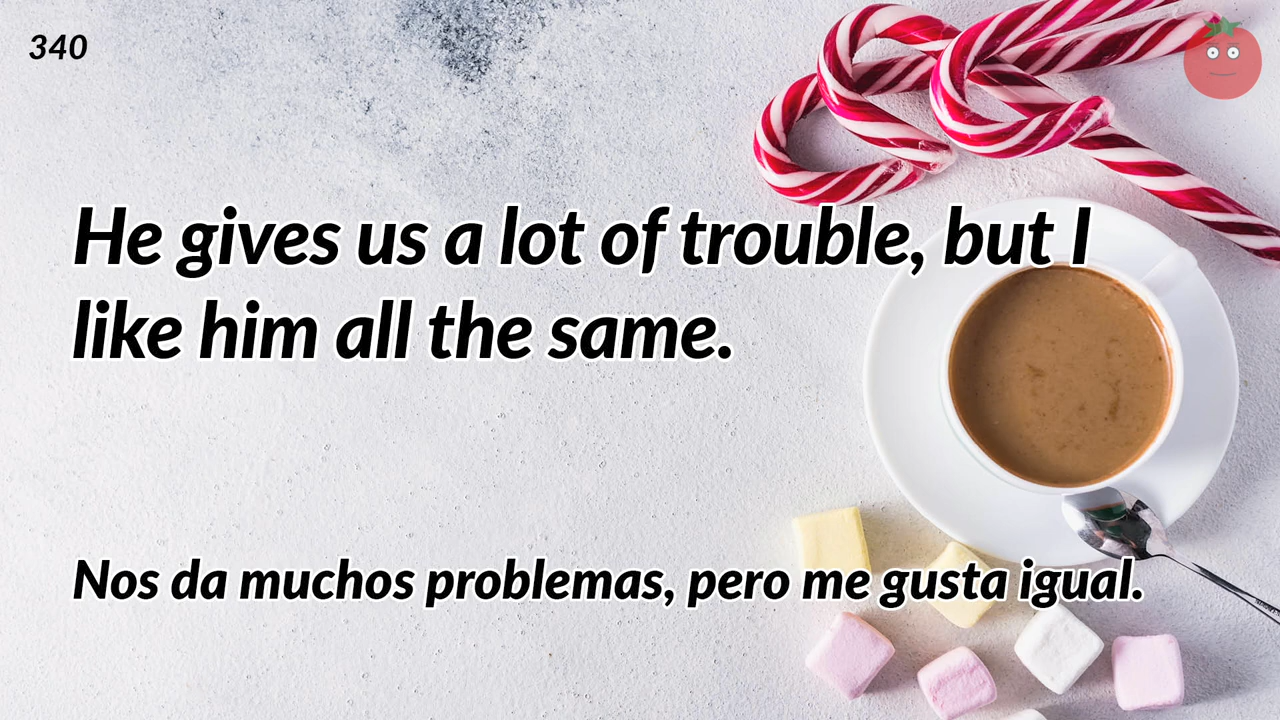 340
He gives us a lot of trouble, but I
like him all the same.
Nos da muchos problemas, pero me gusta igual.